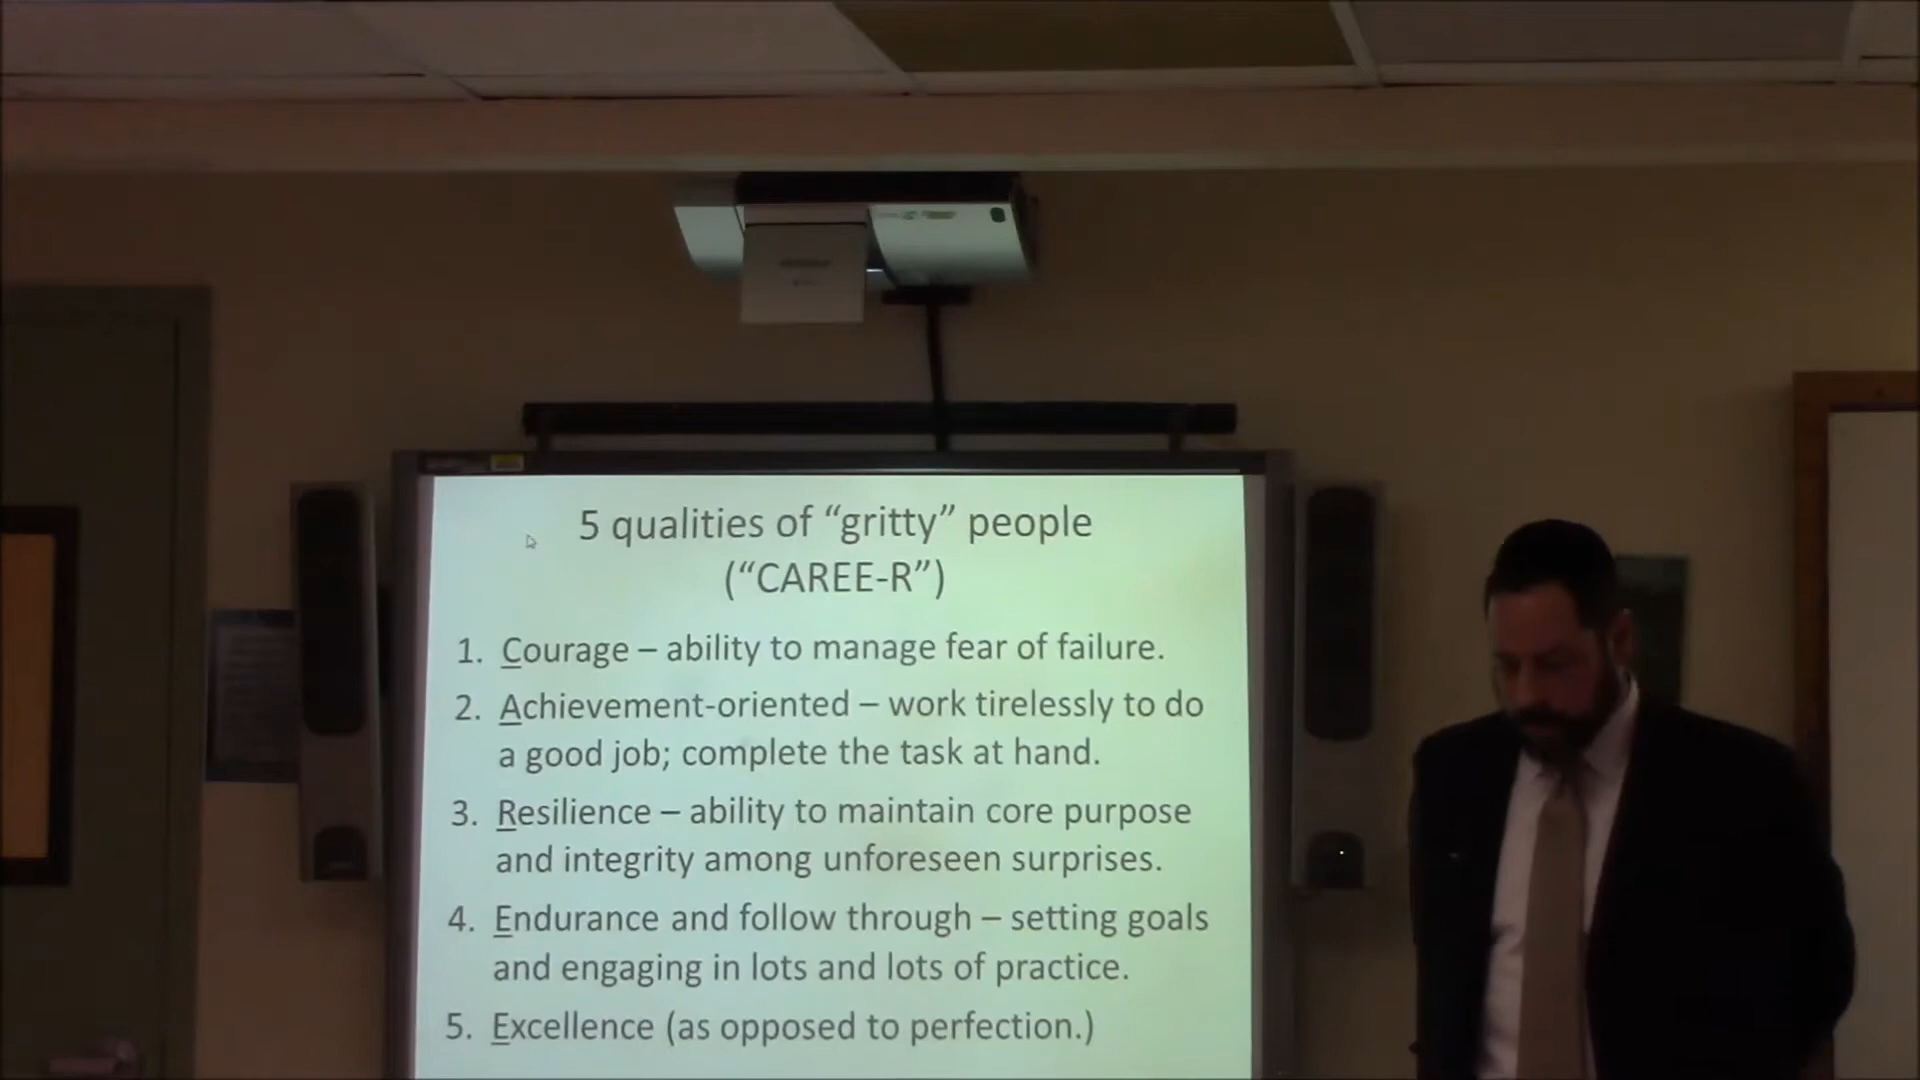 5 qualities of “gritty” people
(“CAREE-R”)
1. Courage – ability to manage fear of failure.
2. Achievement-oriented – work tirelessly to do
a good job; complete the task at hand.
3. Resilience – ability to maintain core purpose
and integrity among unforeseen surprises.
4. Endurance and follow through – setting goals
and engaging in lots and lots of practice.
5. Excellence (as opposed to perfection.)